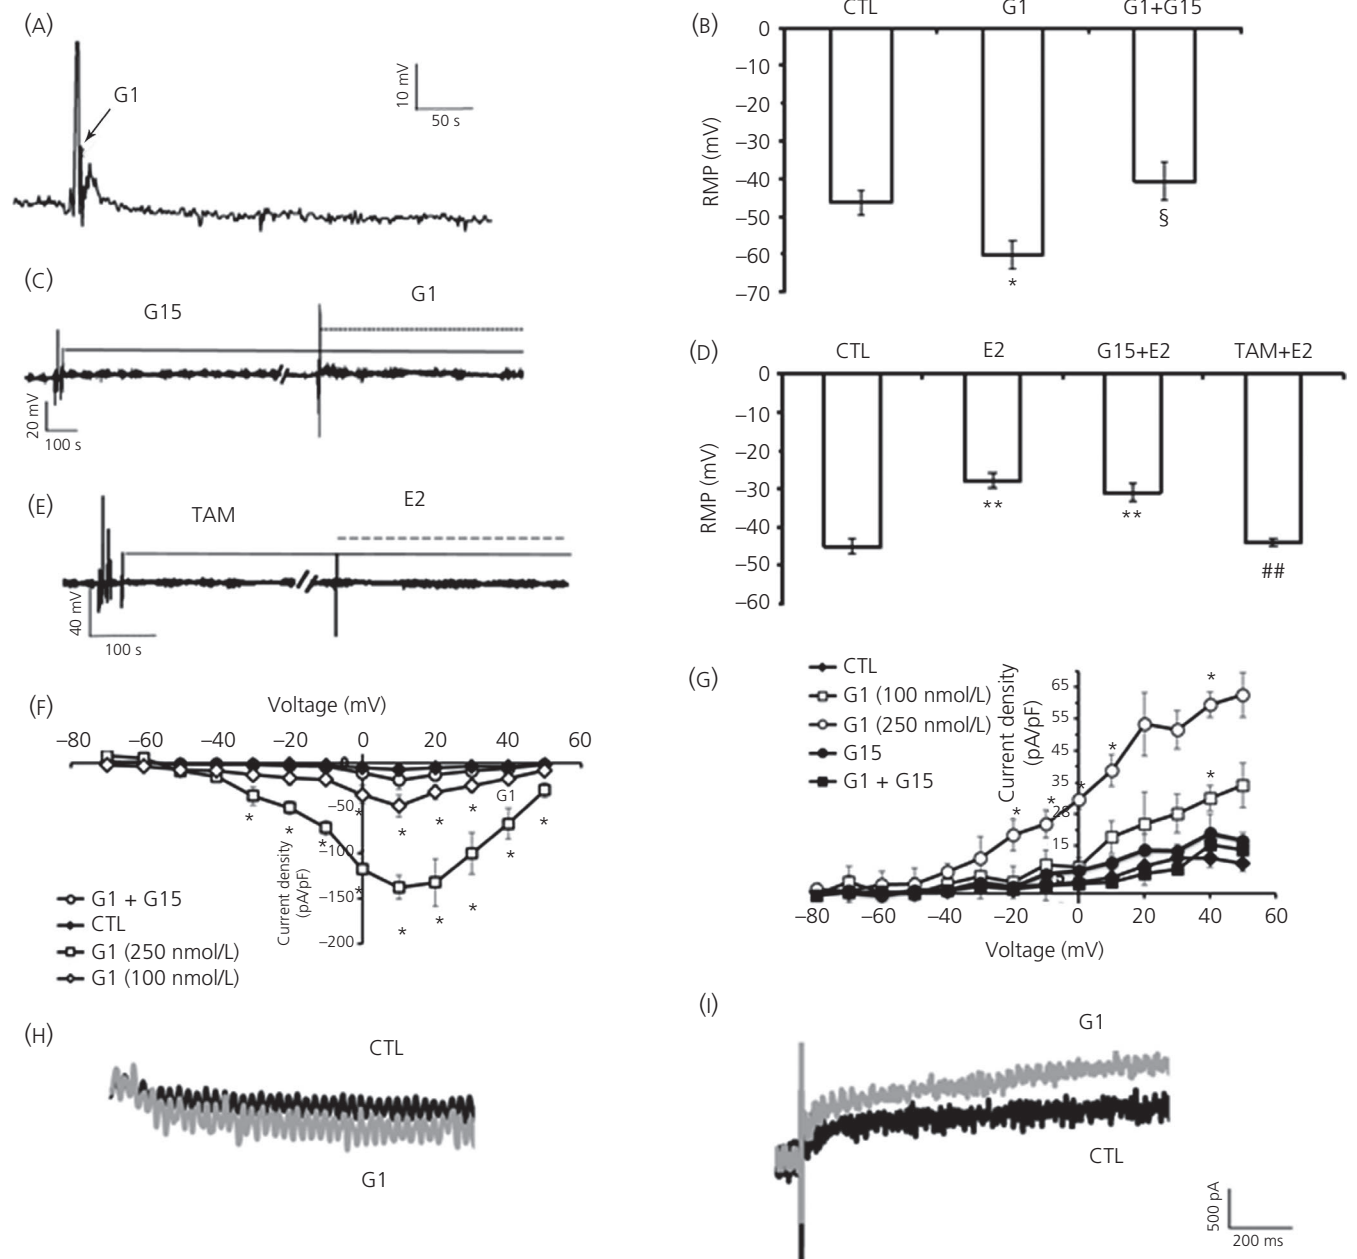 (A)
G1
10 mV
50 s
(B)
CTL G1 G1+G15
RMP (mV)
0
–10
–20
–30
–40
–50
–60
–70
*
§
(C)
G15
G1
20 mV
100 s
(D)
CTL E2 G15+E2 TAM+E2
RMP (mV)
0
–10
–20
–30
–40
–50
–60
**
**
##
(E)
TAM
E2
40 mV
100 s
(F)
Voltage (mV)
–80 –60 –40 –20 0 20 40 60
0
–50
–100
–150
–200
Current density
(pA/pF)
G1
* * * * * * * * * * * * *
G1 + G15
CTL
G1 (250 nmol/L)
G1 (100 nmol/L)
(G)
CTL
G1 (100 nmol/L)
G1 (250 nmol/L)
G15
G1 + G15
Current density
(pA/pF)
65
55
45
35
28
15
5
* * * * * *
–80 –60 –40 –20 0 20 40 60
Voltage (mV)
(H)
CTL
G1
(I)
G1
CTL
500 pA
200 ms